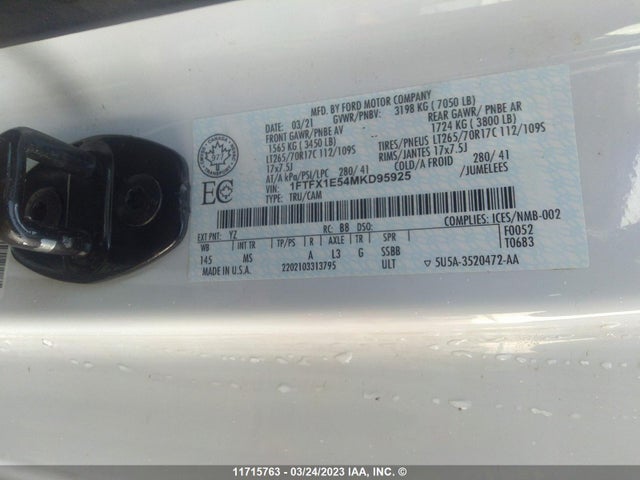 MFD. BY FORD MOTOR COMPANY
DATE: 03/21 GVWR/PNBV: 3198 KG ( 7050 LB)
FRONT GAWR/PNBE AV REAR GAWR/ PNBE AR
1565 KG ( 3450 LB) 1724 KG ( 3800 LB)
LT265/70R17C 112/109S TIRES/PNEUS LT265/70R17C 112/109S
17x7.5J RIMS/JANTES 17x7.5J
AT/A kPa/PSI/LPC 280/ 41 COLD/A FROID 280/ 41
VIN: 1FTFX1E54MKD95925 /JUMELEES
TYPE: TRU/CAM
EC
CANADA
COMPLIES: ICES/NMB-002
EXT PNT: YZ RC: BB DSO: F0052
WB INT TR TP/PS R AXLE TR SPR T0683
145 MS A L3 G SSBB
MADE IN U.S.A. 2202103313795 ULT ▽ 5U5A-3520472-AA
11715763 - 03/24/2023 IAA, Inc. ©